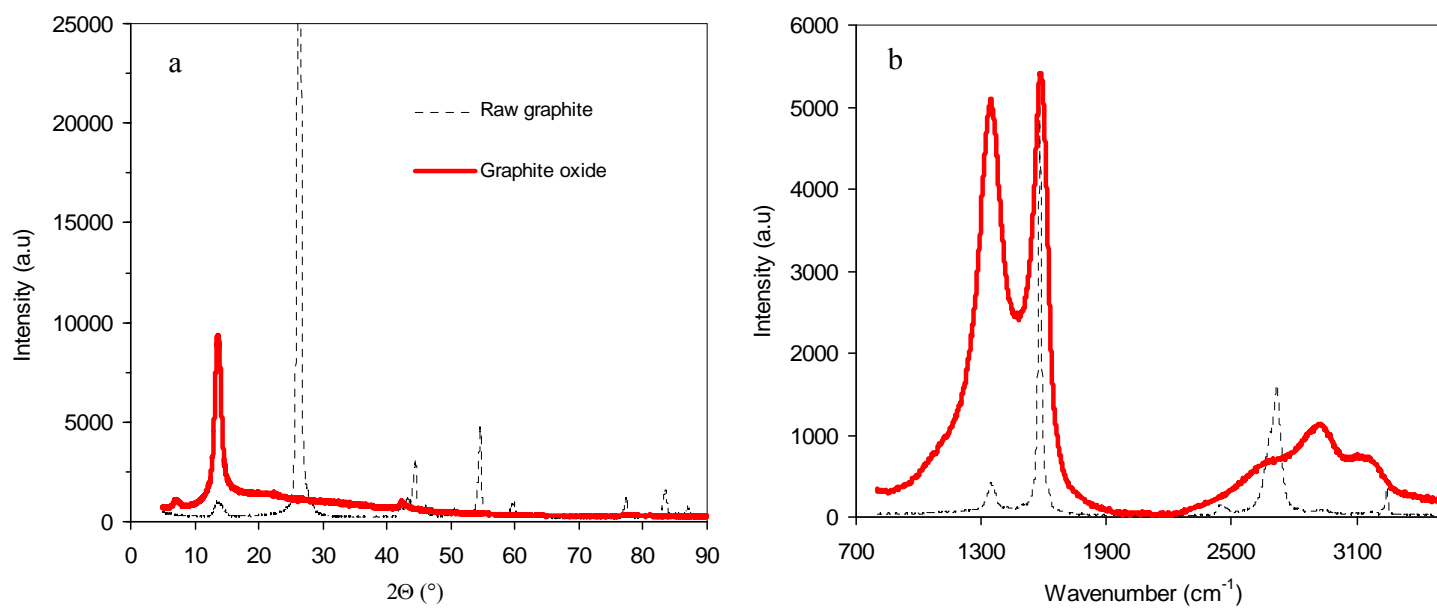 a
25000
20000
15000
10000
5000
0
Intensity (a.u)
Raw graphite
Graphite oxide
0 10 20 30 40 50 60 70 80 90
2Θ (°)
b
6000
5000
4000
3000
2000
1000
0
Intensity (a.u)
700 1300 1900 2500 3100
Wavenumber (cm⁻¹)